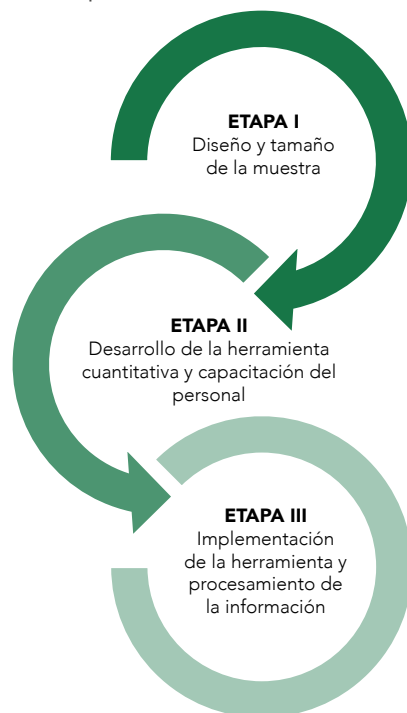 ETAPA I
Diseño y tamaño
de la muestra
ETAPA II
Desarrollo de la herramienta
cuantitativa y capacitación del
personal
ETAPA III
Implementación
de la herramienta y
procesamiento de
la información